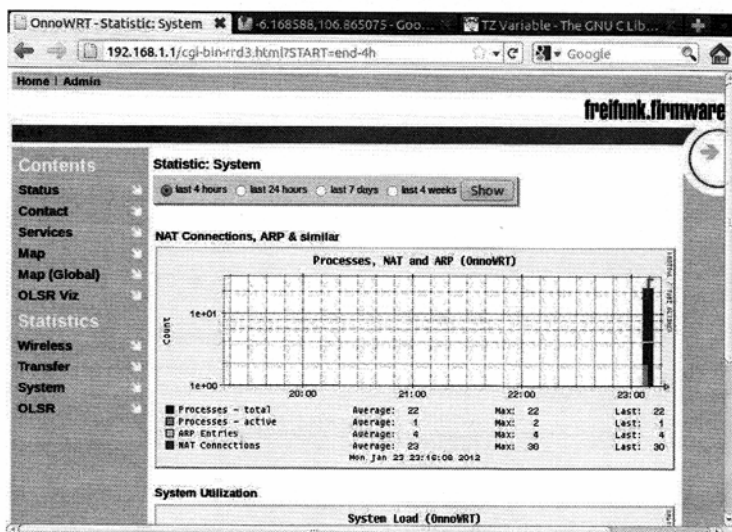 OnnoWRT - Statistic: System
-6.168588,106.865075 - Goo...
TZ Variable - The GNU C Lib...
192.168.1.1/cgi-bin-rrd3.html?START=end-4h
Google
Home | Admin
freifunk.firmware
Contents
Status
Contact
Services
Map
Map (Global)
OLSR Viz
Statistics
Wireless
Transfer
System
OLSR
Statistic: System
last 4 hours last 24 hours last 7 days last 4 weeks Show
NAT Connections, ARP & similar
Processes, NAT and ARP (OnnoWRT)
Count
1e+01
1e+00
20:00 21:00 22:00 23:00
Processes - total Average: 22 Max: 22 Last: 22
Processes - active Average: 1 Max: 2 Last: 1
ARP Entries Average: 4 Max: 4 Last: 4
NAT Connections Average: 23 Max: 30 Last: 30
Mon Jan 23 23:16:08 2012
System Utilization
System Load (OnnoWRT)